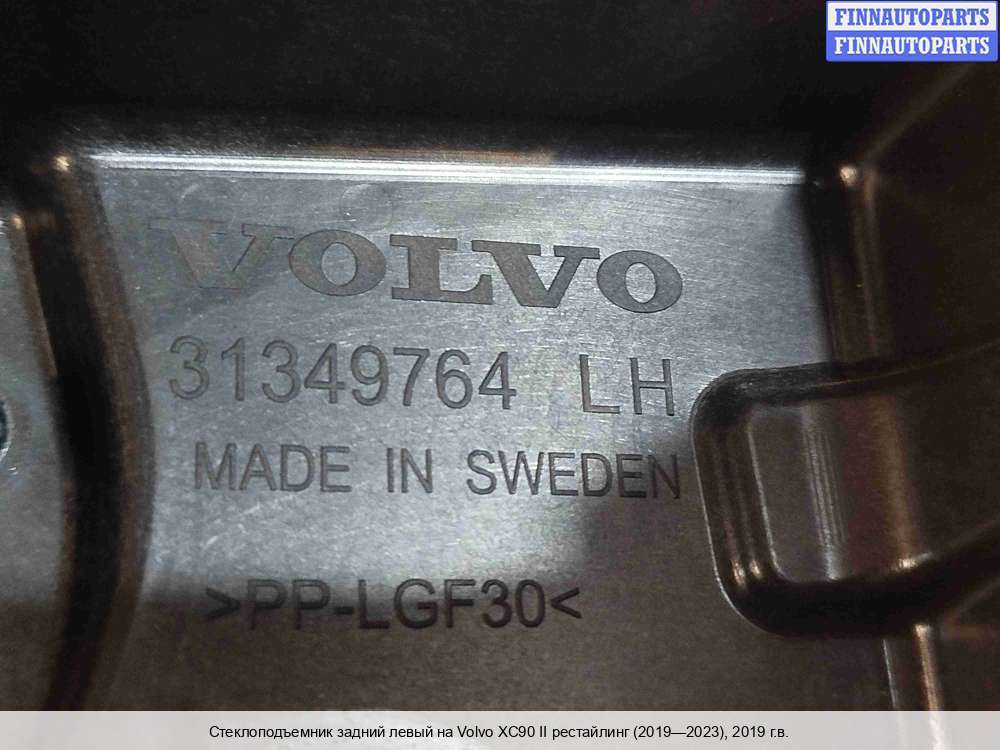 FINNAUTOPARTS
FINNAUTOPARTS
VOLVO
31349764 LH
MADE IN SWEDEN
>PP-LGF30<
Стеклоподъемник задний левый на Volvo XC90 II рестайлинг (2019—2023), 2019 г.в.